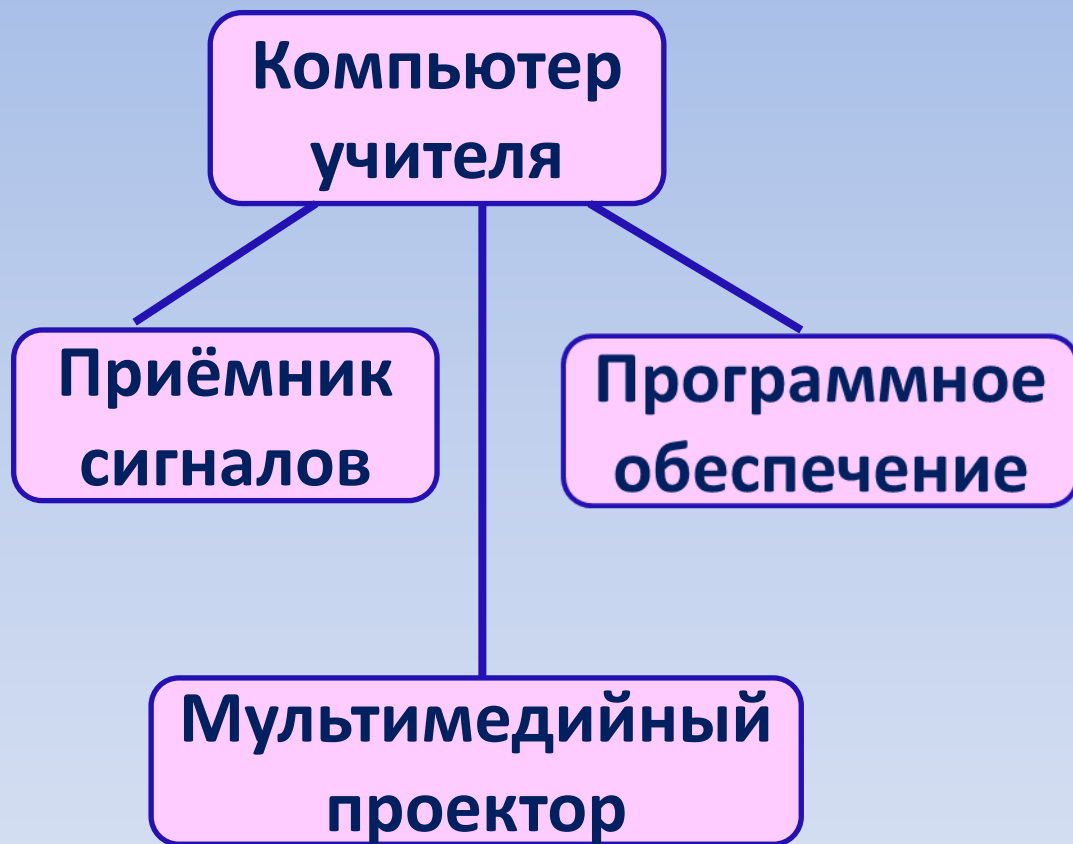 Компьютер
учителя
Приёмник
сигналов
Программное
обеспечение
Мультимедийный
проектор